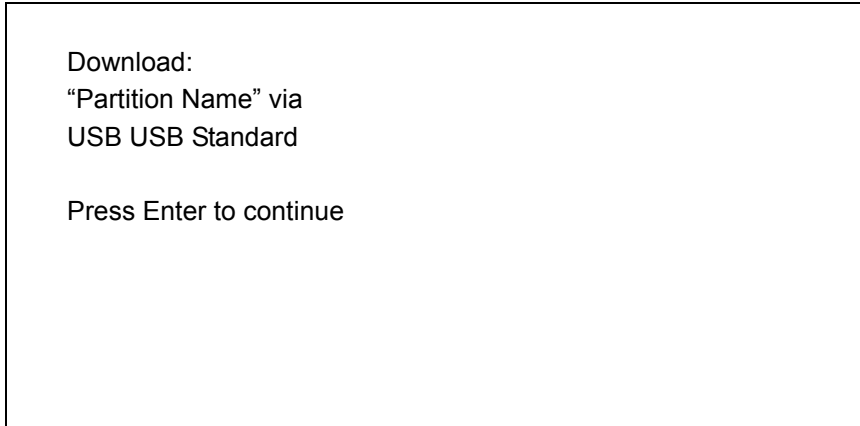 Download:
“Partition Name” via
USB USB Standard
Press Enter to continue